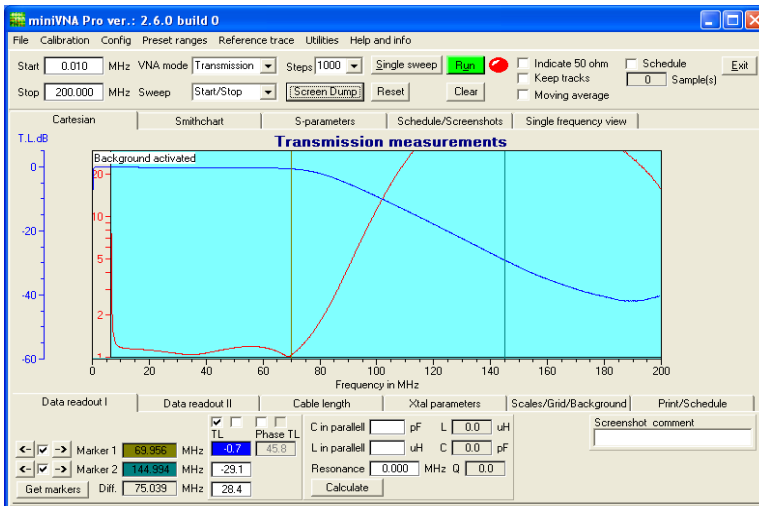 miniVNA Pro ver.: 2.6.0 build 0
File Calibration Config Preset ranges Reference trace Utilities Help and info
Start 0.010 MHz VNA mode Transmission Steps 1000 Single sweep Run Indicate 50 ohm Schedule Exit
Keep tracks 0 Sample(s)
Stop 200.000 MHz Sweep Start/Stop Screen Dump Reset Clear Moving average
Cartesian Smithchart S-parameters Schedule/Screenshots Single frequency view
T.L.dB Transmission measurements
Background activated
0 20
10
-20
5
-40 2
-60 1
0 20 40 60 80 100 120 140 160 180 200
Frequency in MHz
Data readout I Data readout II Cable length Xtal parameters Scales/Grid/Background Print/Schedule
TL Phase TL C in parallell pF L 0.0 uH Screenshot comment
<- -> Marker 1 69.956 MHz -0.7 45.8 L in parallell uH C 0.0 pF
<- -> Marker 2 144.994 MHz -29.1 Resonance 0.000 MHz Q 0.0
Get markers Diff. 75.039 MHz 28.4 Calculate